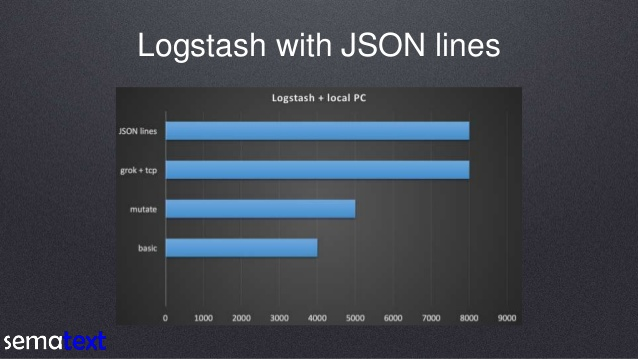 Logstash with JSON lines
Logstash + local PC
JSON lines
grok + tcp
mutate
basic
0 1000 2000 3000 4000 5000 6000 7000 8000 9000
sematext